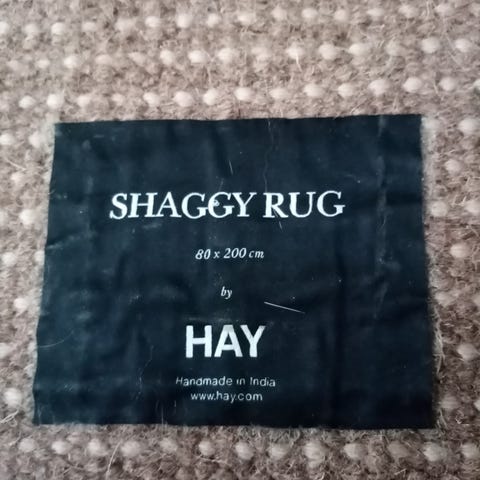 SHAGGY RUG
80 x 200 cm
by
HAY
Handmade in India
www.hay.com